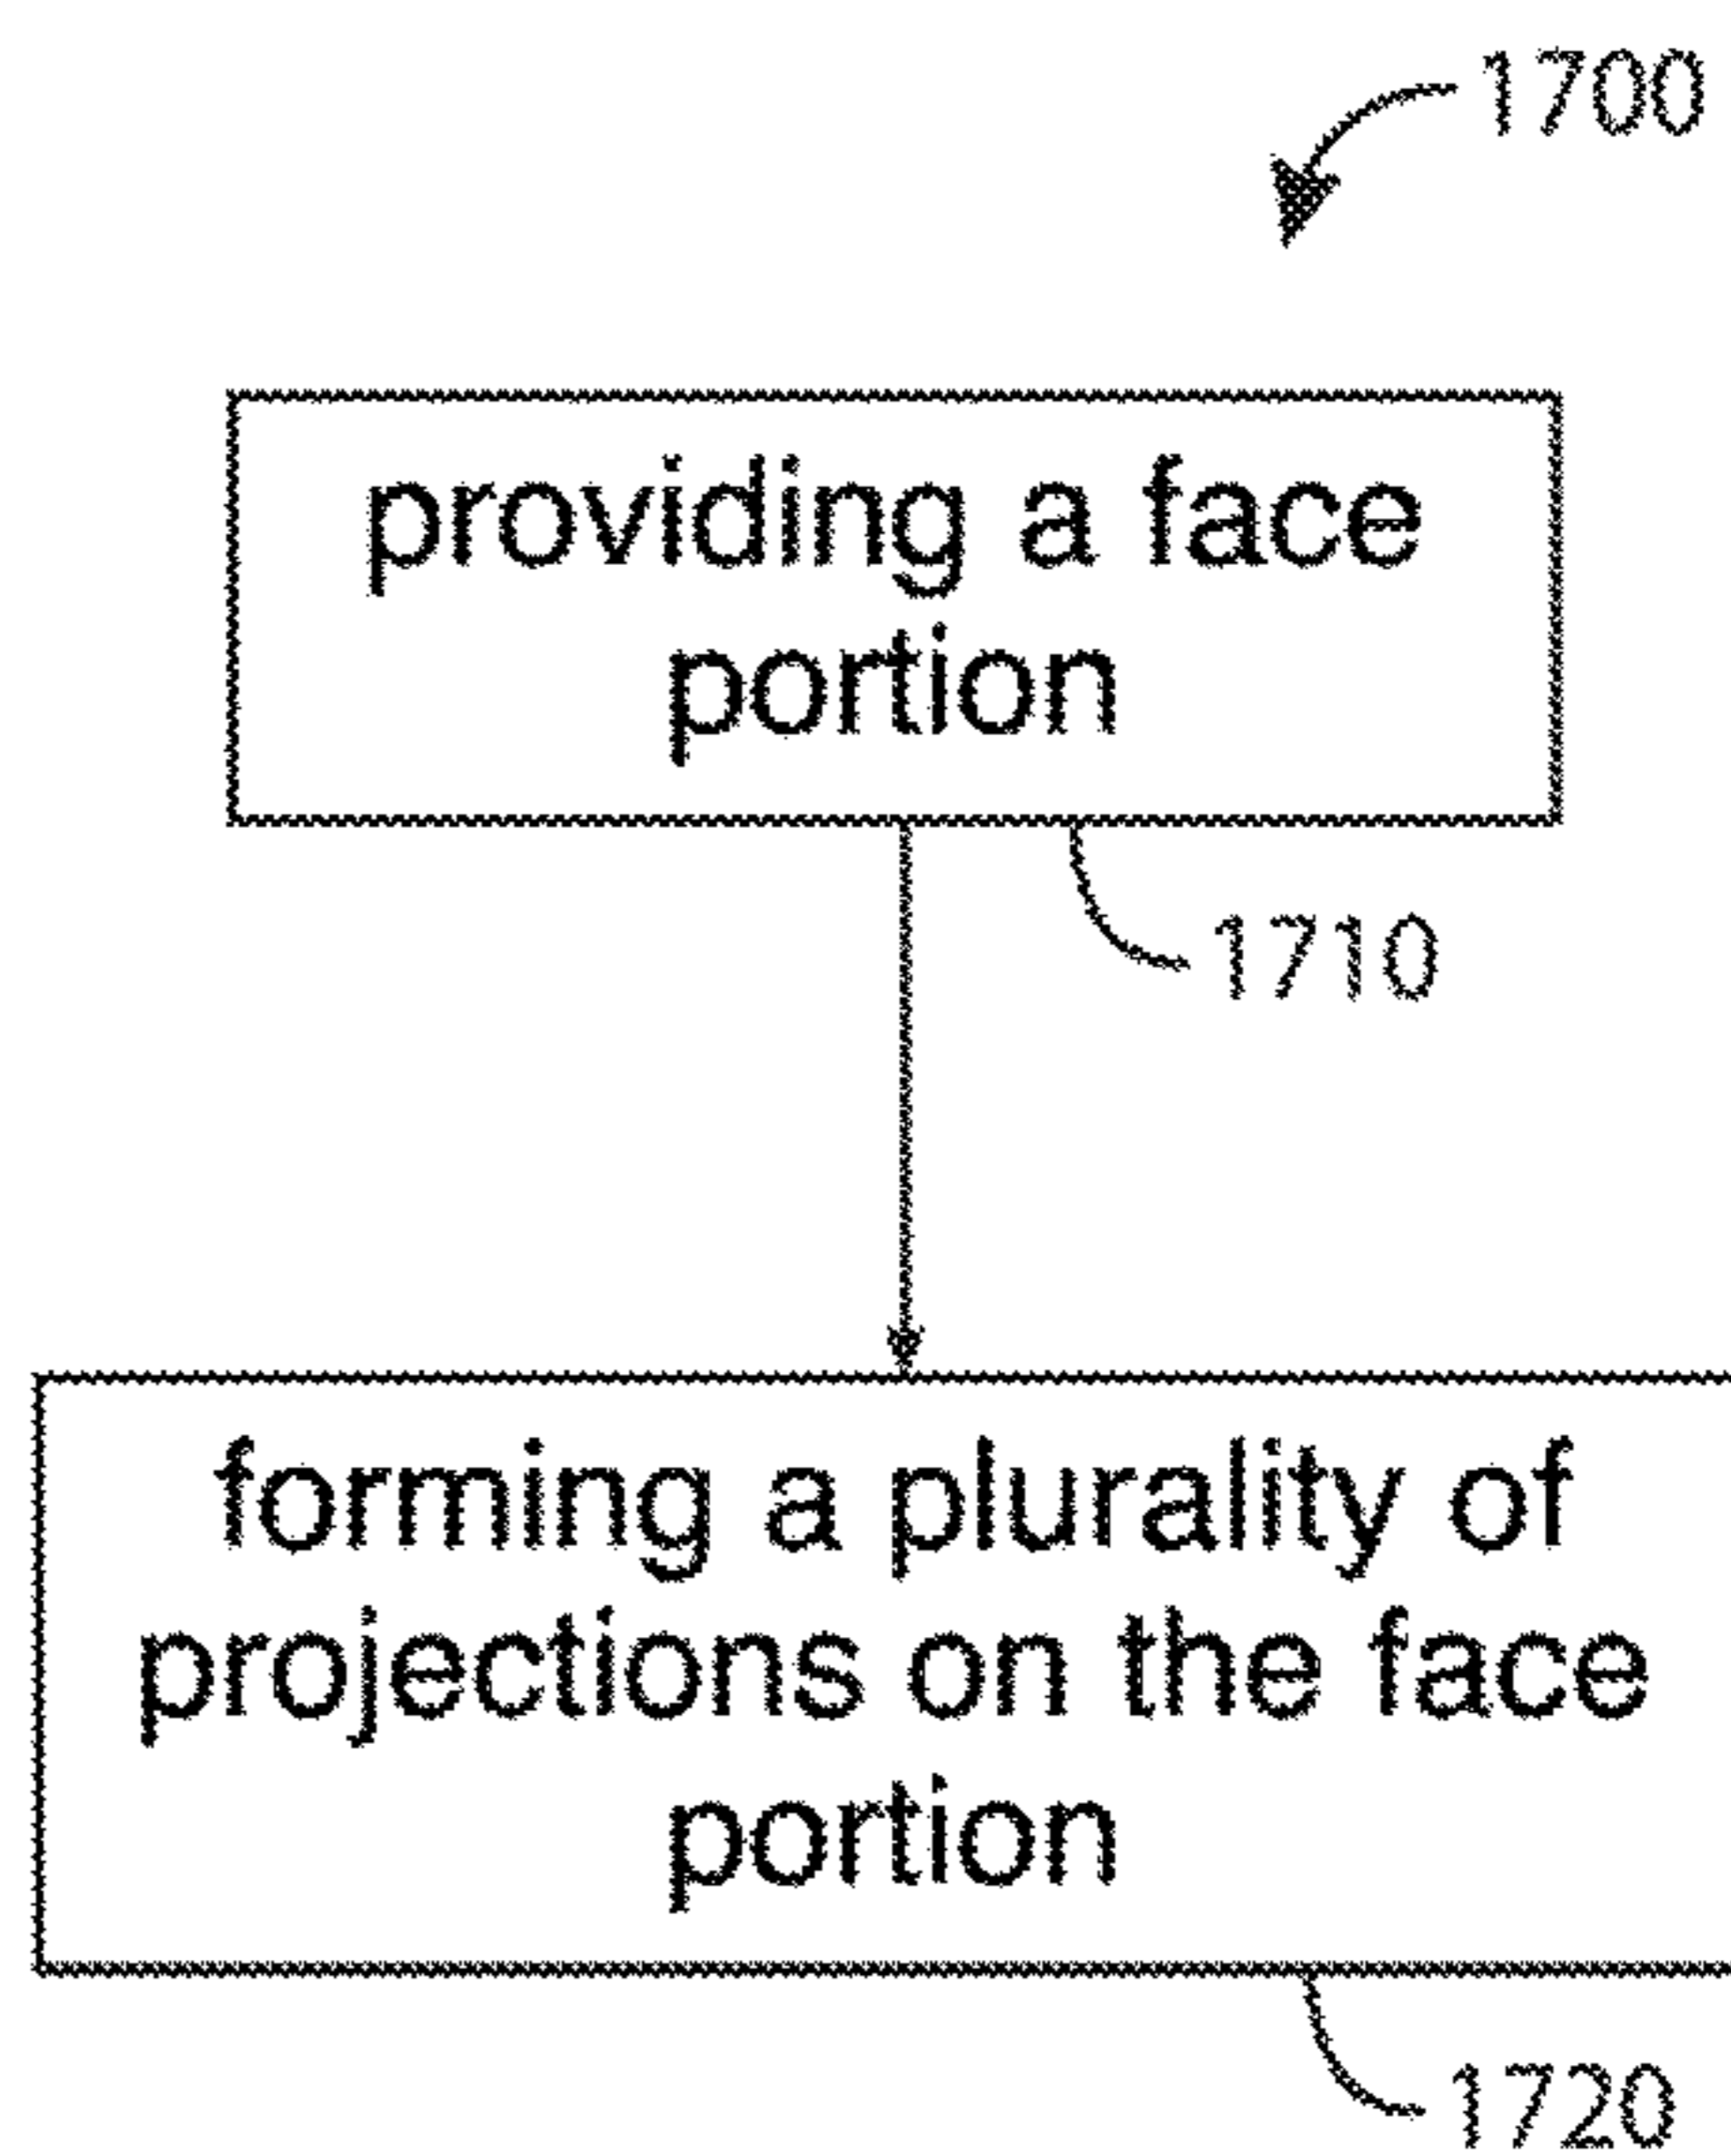 1700
providing a face
portion
1710
forming a plurality of
projections on the face
portion
1720